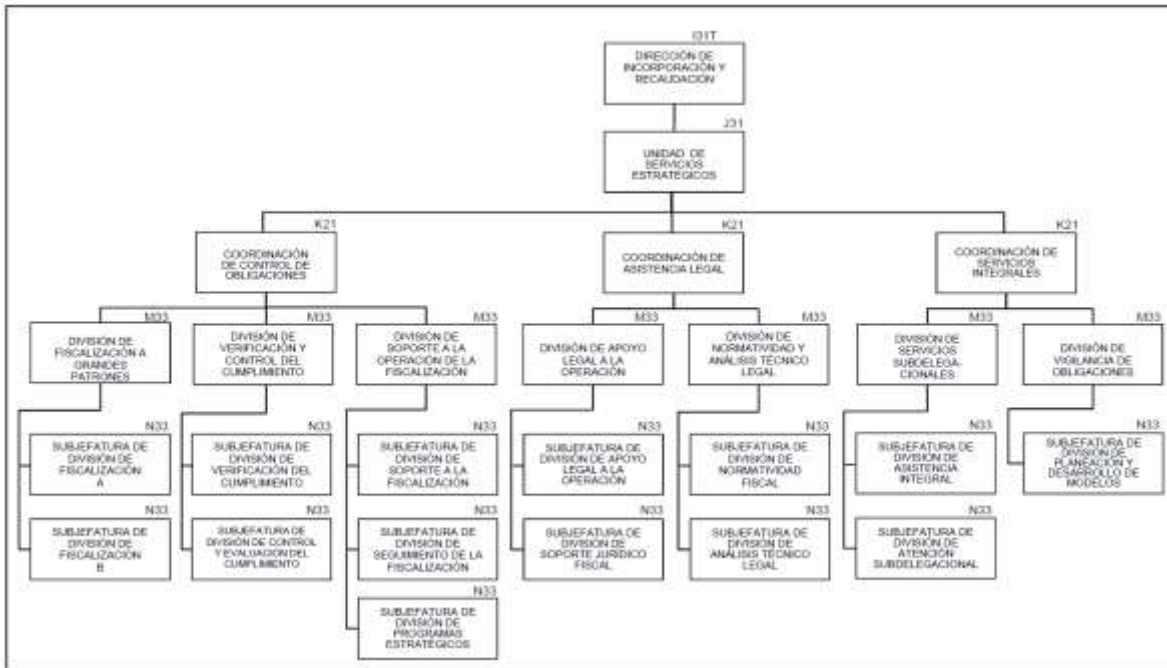 I31T
DIRECCIÓN DE
INCORPORACIÓN Y
RECAUDACIÓN
J31
UNIDAD DE
SERVICIOS
ESTRATÉGICOS
K21
COORDINACIÓN
DE CONTROL DE
OBLIGACIONES
K21
COORDINACIÓN DE
ASISTENCIA LEGAL
K21
COORDINACIÓN DE
SERVICIOS
INTEGRALES
M33
DIVISIÓN DE
FISCALIZACIÓN A
GRANDES
PATRONES
M33
DIVISIÓN DE
VERIFICACIÓN Y
CONTROL DEL
CUMPLIMIENTO
M33
DIVISIÓN DE
SOPORTE A LA
OPERACIÓN DE LA
FISCALIZACIÓN
M33
DIVISIÓN DE APOYO
LEGAL A LA
OPERACIÓN
M33
DIVISIÓN DE
NORMATIVIDAD Y
ANÁLISIS TÉCNICO
LEGAL
M33
DIVISIÓN DE
SERVICIOS
SUBDELEGA-
CIONALES
M33
DIVISIÓN DE
VIGILANCIA DE
OBLIGACIONES
N33
SUBJEFATURA DE
DIVISIÓN DE
FISCALIZACIÓN
A
N33
SUBJEFATURA DE
DIVISIÓN DE
VERIFICACIÓN DEL
CUMPLIMIENTO
N33
SUBJEFATURA DE
DIVISIÓN DE
SOPORTE A LA
FISCALIZACIÓN
N33
SUBJEFATURA DE
DIVISIÓN DE APOYO
LEGAL A LA
OPERACIÓN
N33
SUBJEFATURA DE
DIVISIÓN DE
NORMATIVIDAD
FISCAL
N33
SUBJEFATURA DE
DIVISIÓN DE
ASISTENCIA
INTEGRAL
N33
SUBJEFATURA DE
DIVISIÓN DE
PLANEACIÓN Y
DESARROLLO DE
MODELOS
N33
SUBJEFATURA DE
DIVISIÓN DE
FISCALIZACIÓN
B
N33
SUBJEFATURA DE
DIVISIÓN DE CONTROL
Y EVALUACIÓN DEL
CUMPLIMIENTO
N33
SUBJEFATURA DE
DIVISIÓN DE
SEGUIMIENTO DE LA
FISCALIZACIÓN
N33
SUBJEFATURA DE
DIVISIÓN DE
SOPORTE JURÍDICO
FISCAL
N33
SUBJEFATURA DE
DIVISIÓN DE
ANÁLISIS TÉCNICO
LEGAL
N33
SUBJEFATURA DE
DIVISIÓN DE
ATENCIÓN
SUBDELEGACIONAL
N33
SUBJEFATURA DE
DIVISIÓN DE
PROGRAMAS
ESTRATÉGICOS